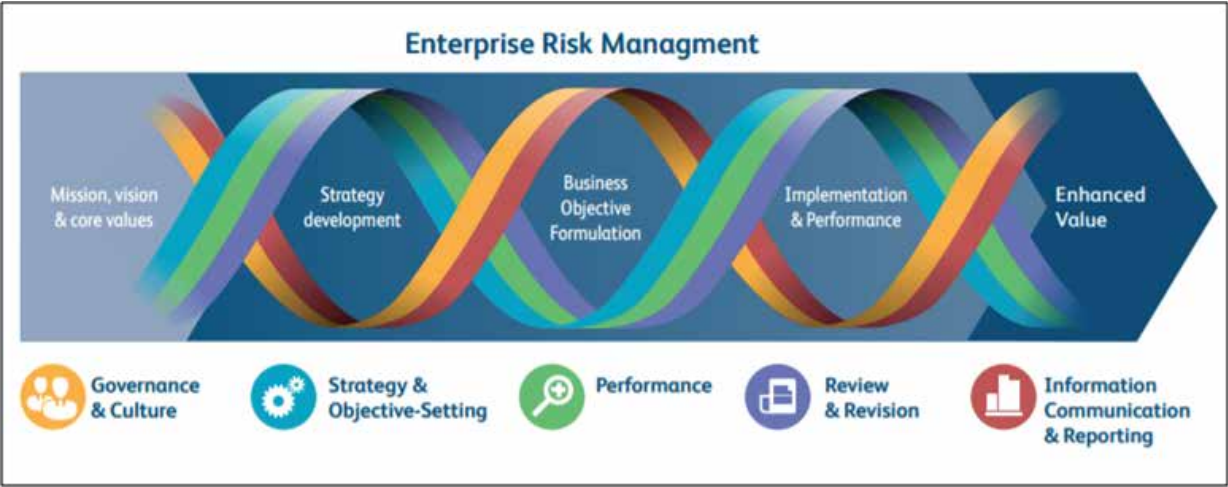 Enterprise Risk Managment
Mission, vision
& core values
Strategy
development
Business
Objective
Formulation
Implementation
& Performance
Enhanced
Value
Governance
& Culture
Strategy &
Objective-Setting
Performance
Review
& Revision
Information
Communication
& Reporting